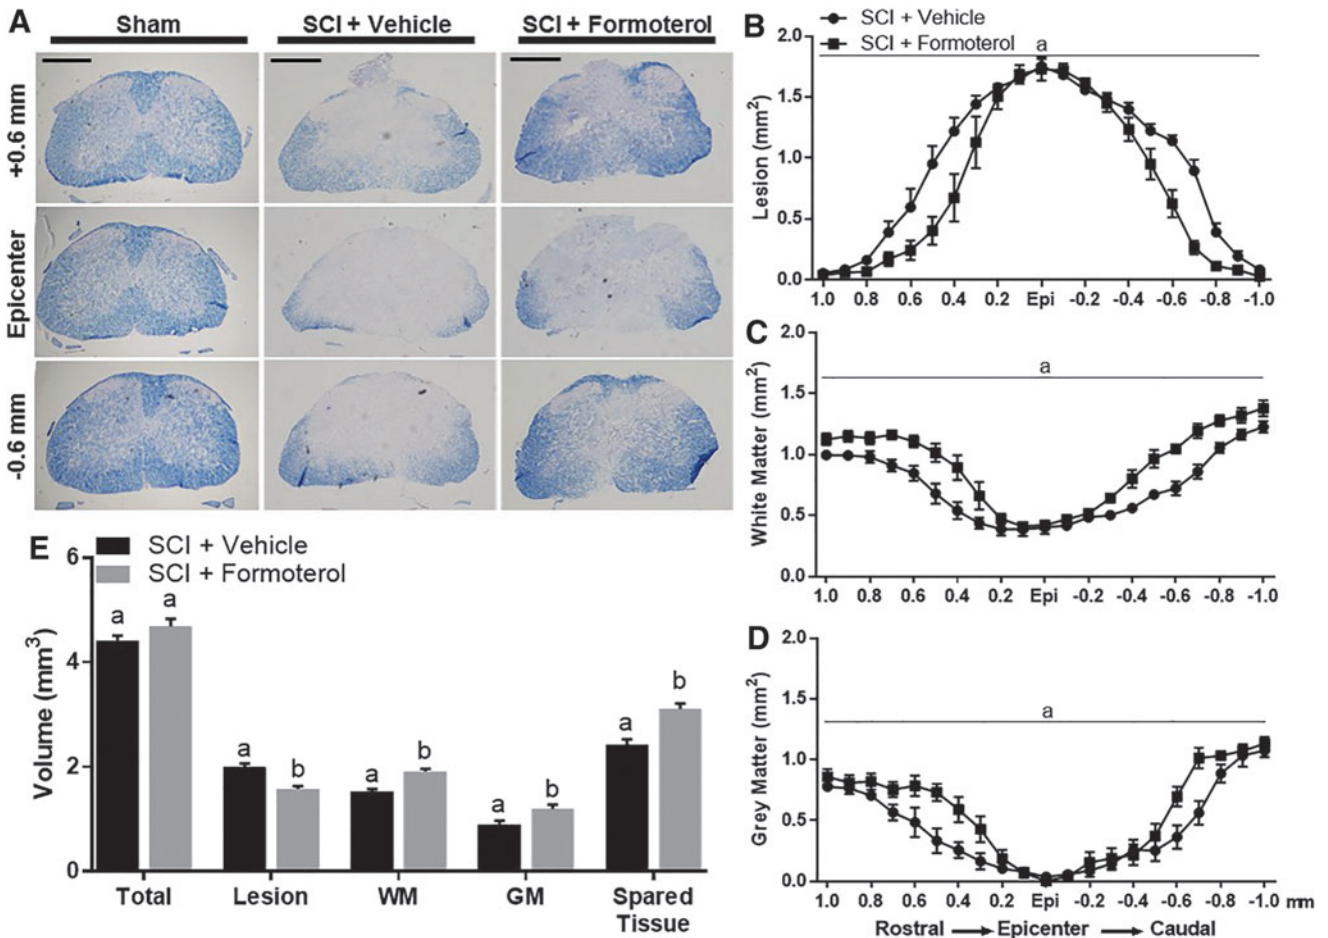 A
Sham
SCI + Vehicle
SCI + Formoterol
+0.6 mm
Epicenter
-0.6 mm
B
SCI + Vehicle
SCI + Formoterol
a
Lesion (mm²)
2.0
1.5
1.0
0.5
0.0
1.0 0.8 0.6 0.4 0.2 Epi -0.2 -0.4 -0.6 -0.8 -1.0
C
a
White Matter (mm²)
2.0
1.5
1.0
0.5
0.0
1.0 0.8 0.6 0.4 0.2 Epi -0.2 -0.4 -0.6 -0.8 -1.0
D
a
Grey Matter (mm²)
2.0
1.5
1.0
0.5
0.0
1.0 0.8 0.6 0.4 0.2 Epi -0.2 -0.4 -0.6 -0.8 -1.0 mm
Rostral Epicenter Caudal
E
SCI + Vehicle
SCI + Formoterol
Volume (mm³)
6
4
2
0
a a
a b
a b
a b
a b
Total Lesion WM GM Spared
Tissue